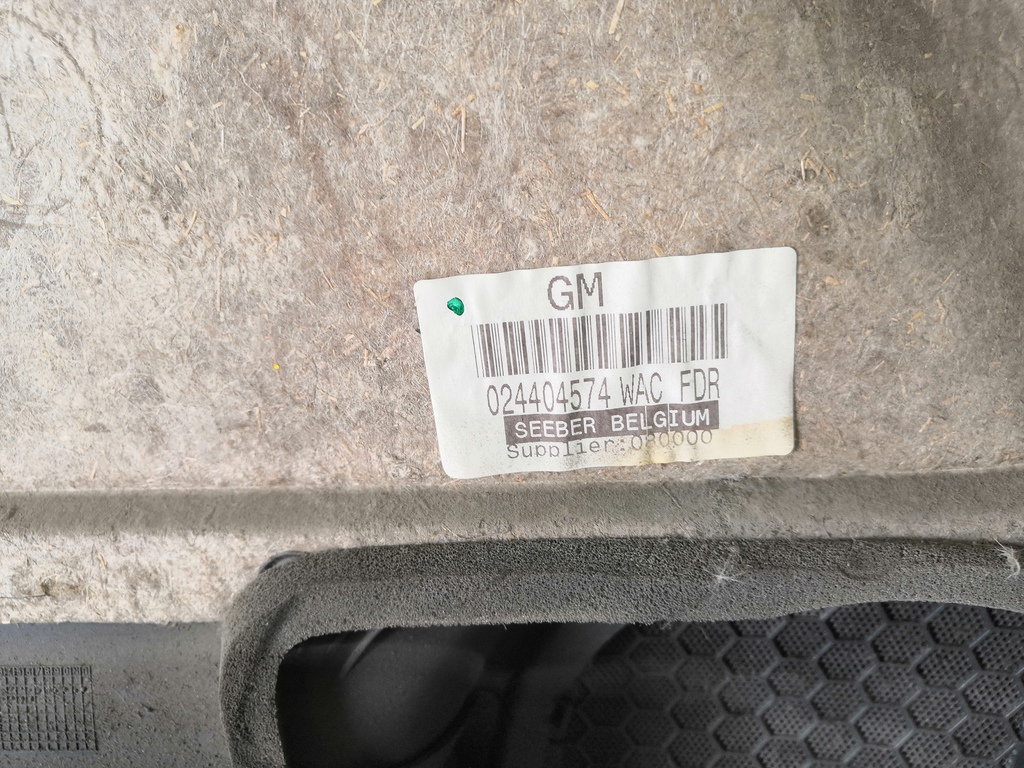 GM
024404574 WAC FDR
SEEBER BELGIUM
Supplier:080000